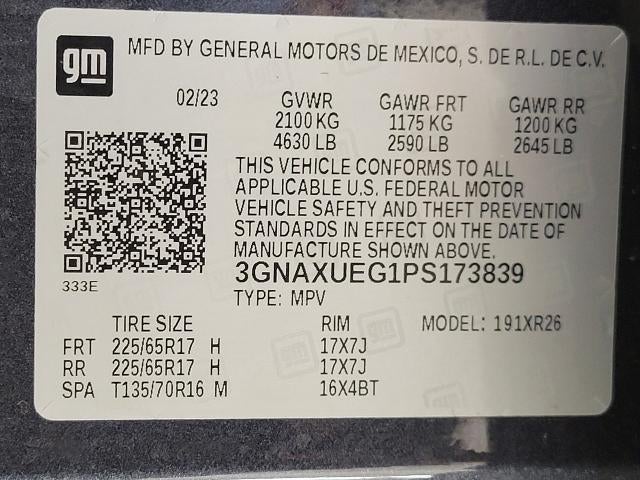 gm
MFD BY GENERAL MOTORS DE MEXICO, S. DE R.L. DE C.V.
02/23 GVWR GAWR FRT GAWR RR
2100 KG 1175 KG 1200 KG
4630 LB 2590 LB 2645 LB
THIS VEHICLE CONFORMS TO ALL
APPLICABLE U.S. FEDERAL MOTOR
VEHICLE SAFETY AND THEFT PREVENTION
STANDARDS IN EFFECT ON THE DATE OF
MANUFACTURE SHOWN ABOVE.
3GNAXUEG1PS173839
333E
TYPE: MPV
TIRE SIZE RIM MODEL: 191XR26
FRT 225/65R17 H 17X7J
RR 225/65R17 H 17X7J
SPA T135/70R16 M 16X4BT